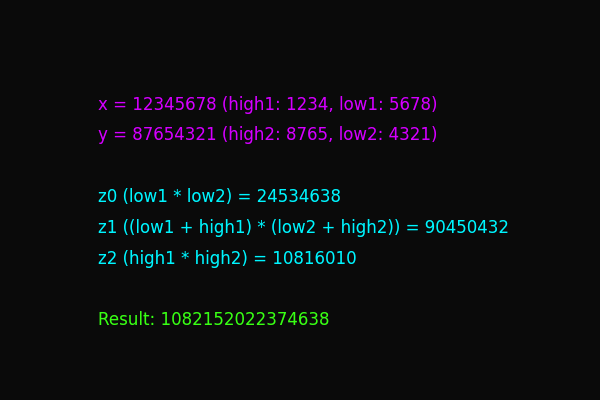 x = 12345678 (high1: 1234, low1: 5678)
y = 87654321 (high2: 8765, low2: 4321)
z0 (low1 * low2) = 24534638
z1 ((low1 + high1) * (low2 + high2)) = 90450432
z2 (high1 * high2) = 10816010
Result: 1082152022374638